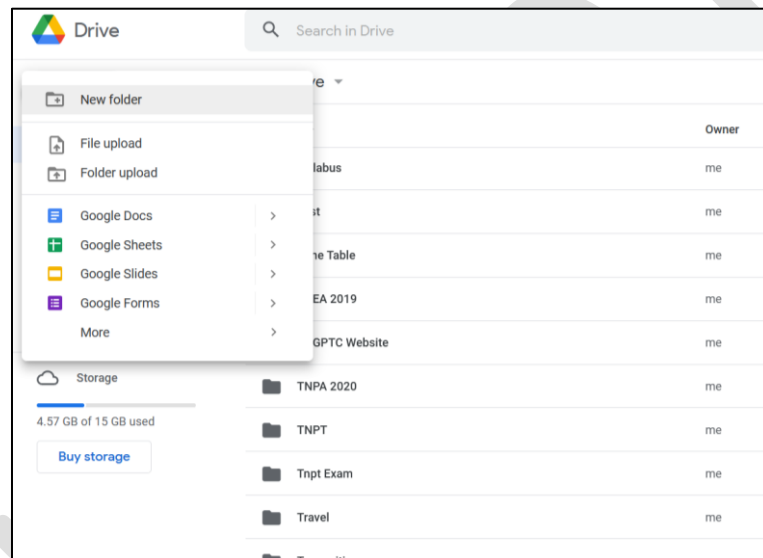 Drive
Search in Drive
ve
New folder
Owner
File upload
labus
me
Folder upload
Google Docs
st
me
Google Sheets
ne Table
me
Google Slides
Google Forms
EA 2019
me
More
GPTC Website
me
Storage
TNPA 2020
me
4.57 GB of 15 GB used
TNPT
me
Buy storage
Tnpt Exam
me
Travel
me